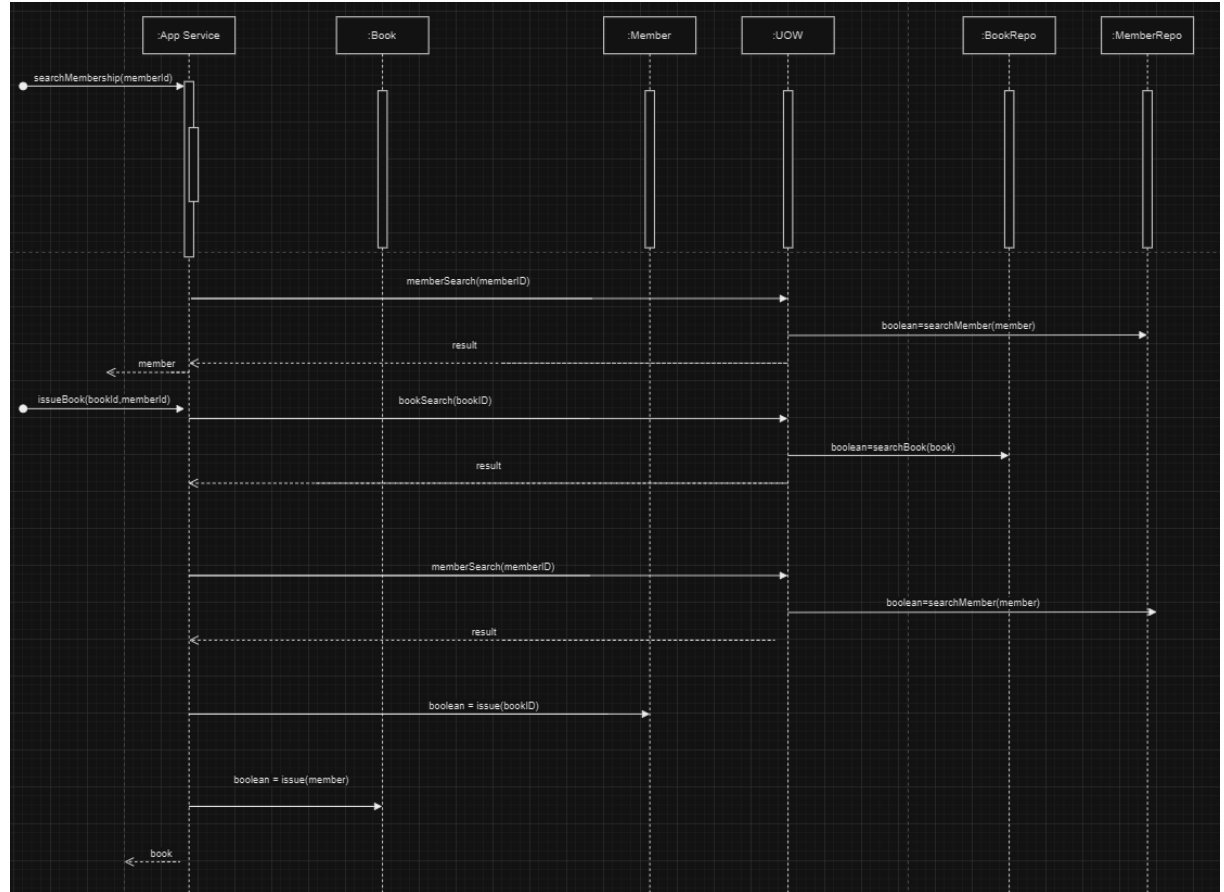 :App Service
:Book
:Member
:UOW
:BookRepo
:MemberRepo
searchMembership(memberId)
memberSearch(memberID)
boolean=searchMember(member)
result
member
issueBook(bookId,memberId)
bookSearch(bookID)
boolean=searchBook(book)
result
memberSearch(memberID)
boolean=searchMember(member)
result
boolean = issue(bookID)
boolean = issue(member)
book